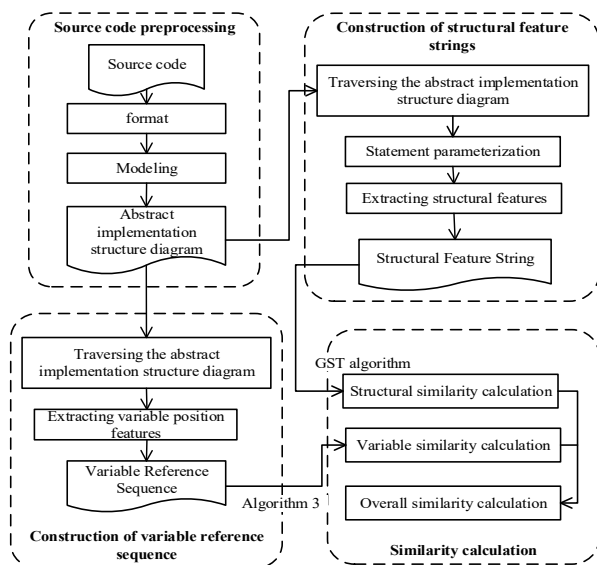 Source code preprocessing
Source code
format
Modeling
Abstract
implementation
structure diagram
Construction of structural feature
strings
Traversing the abstract implementation
structure diagram
Statement parameterization
Extracting structural features
Structural Feature String
Traversing the abstract
implementation structure diagram
Extracting variable position
features
Variable Reference
Sequence
Algorithm 3
Construction of variable reference
sequence
GST algorithm
Structural similarity calculation
Variable similarity calculation
Overall similarity calculation
Similarity calculation